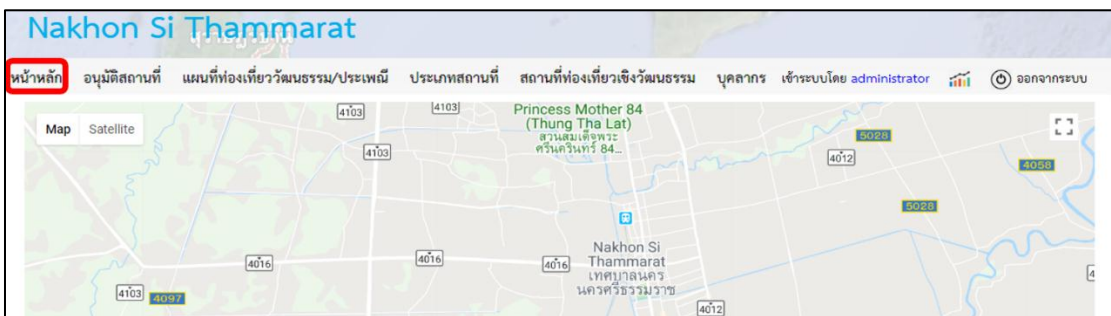 Nakhon Si Thammarat
หน้าหลัก อนุมัติสถานที่ แผนที่ท่องเที่ยววัฒนธรรม/ประเพณี ประเภทสถานที่ สถานที่ท่องเที่ยวเชิงวัฒนธรรม บุคลากร เข้าระบบโดย administrator ออกจากระบบ
4103 4103 Princess Mother 84
(Thung Tha Lat)
Map Satellite สวนสมเด็จพระ
ศรีนครินทร์ 84...
5028
4103 4012
4058
5028
Nakhon Si
4016 4016 4016 Thammarat
เทศบาลนคร
นครศรีธรรมราช
4103 4097
4012